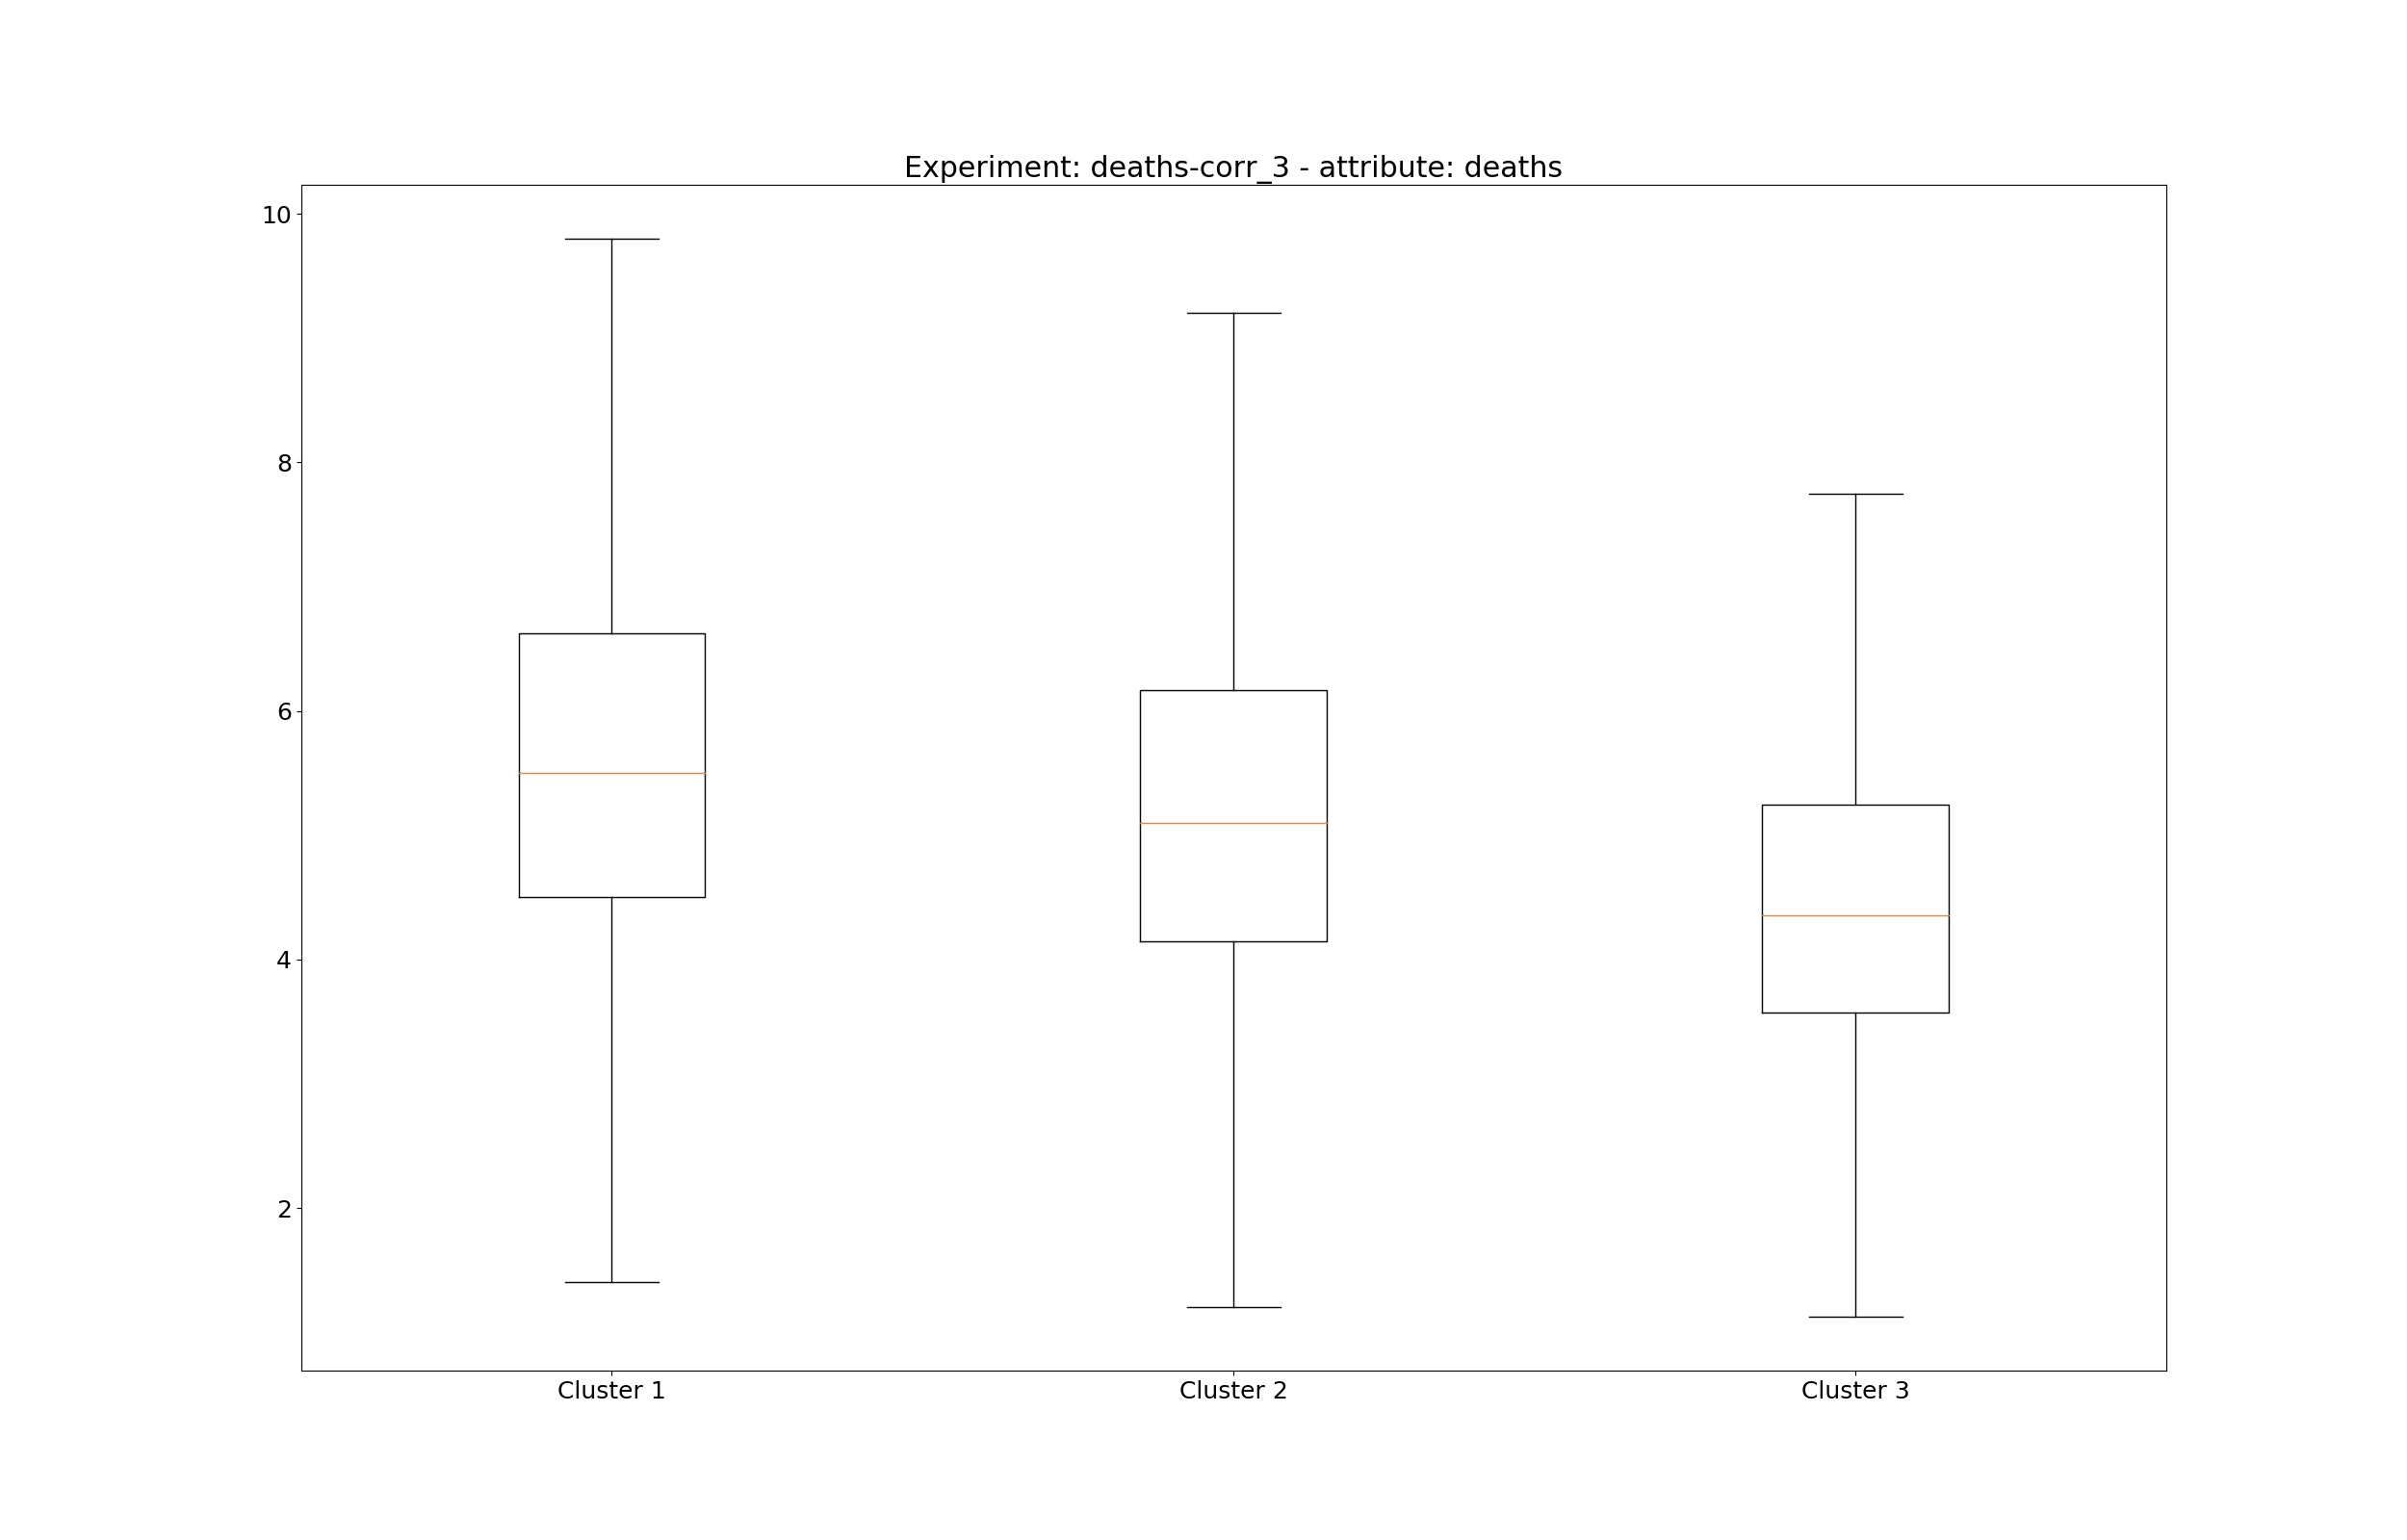 Experiment: deaths-corr_3 - attribute: deaths
10
8
6
4
2
Cluster 1
Cluster 2
Cluster 3